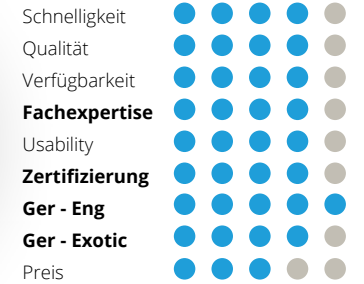 Schnelligkeit
Qualität
Verfügbarkeit
Fachexpertise
Usability
Zertifizierung
Ger - Eng
Ger - Exotic
Preis